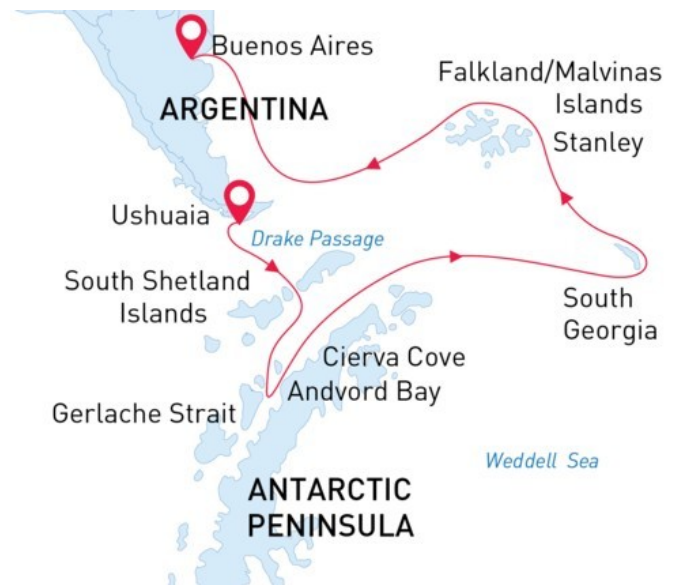 Buenos Aires
Falkland/Malvinas
Islands
Stanley
ARGENTINA
Ushuaia
Drake Passage
South Shetland
Islands
South
Georgia
Cierva Cove
Andvord Bay
Gerlache Strait
Weddell Sea
ANTARCTIC
PENINSULA